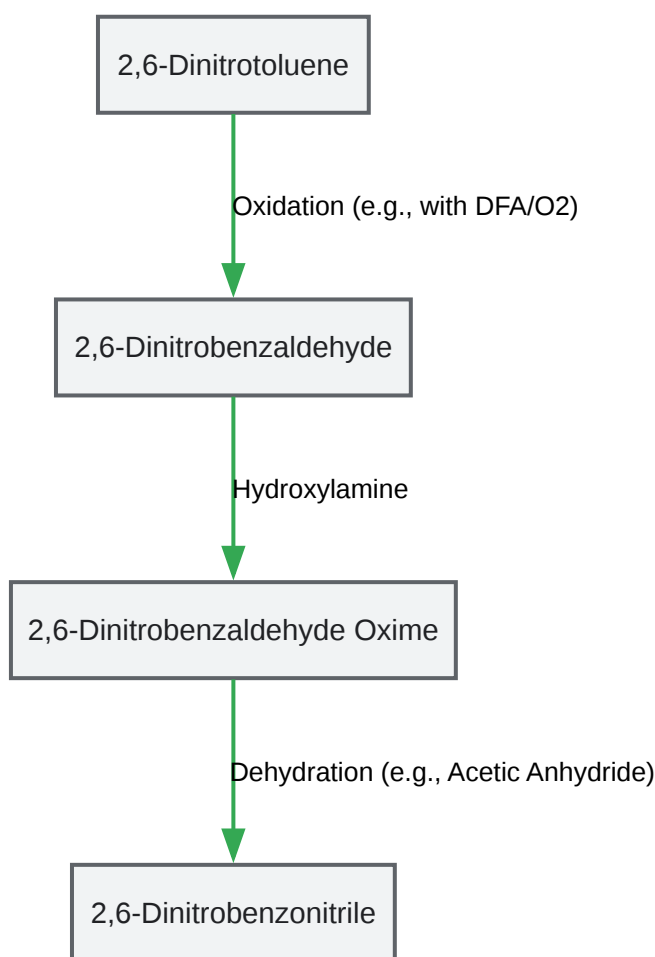 2,6-Dinitrotoluene
Oxidation (e.g., with DFA/O2)
2,6-Dinitrobenzaldehyde
Hydroxylamine
2,6-Dinitrobenzaldehyde Oxime
Dehydration (e.g., Acetic Anhydride)
2,6-Dinitrobenzonitrile